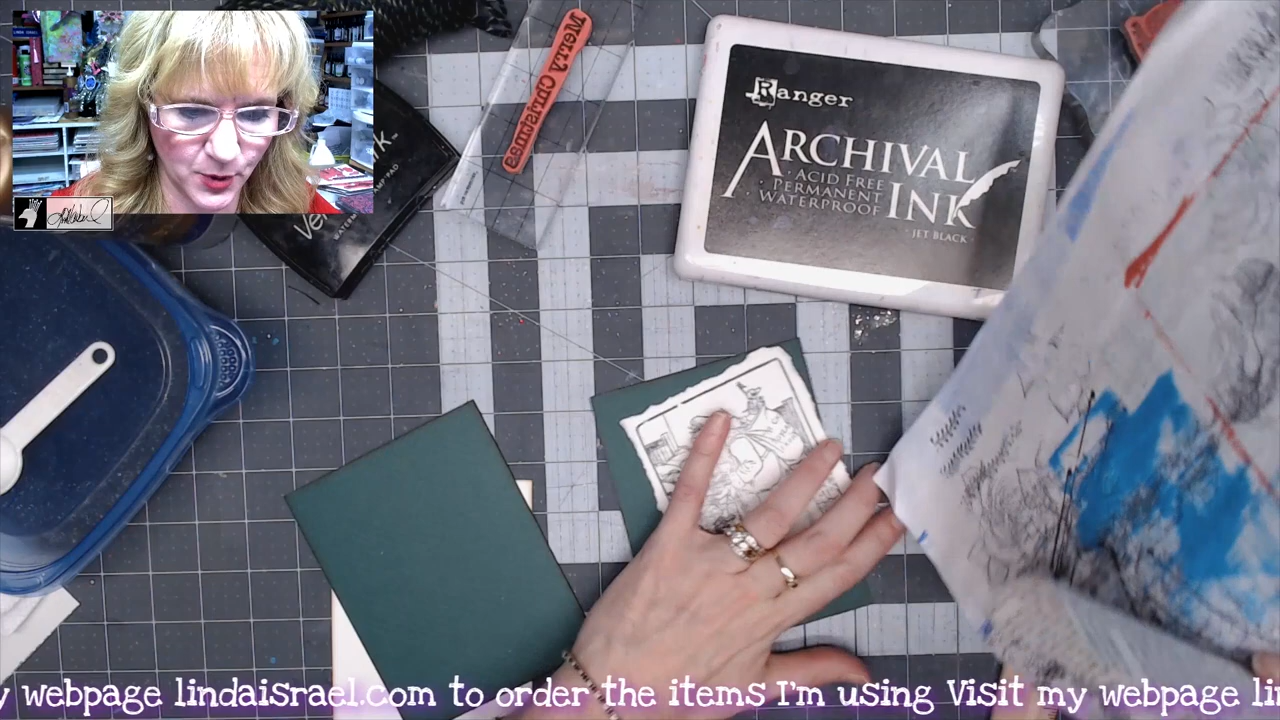 Merry Christmas
Ranger
ARCHIVAL
INK
· ACID FREE
· PERMANENT
WATERPROOF ·
· JET BLACK ·
y webpage lindaisrael.com to order the items I'm using Visit my webpage lin